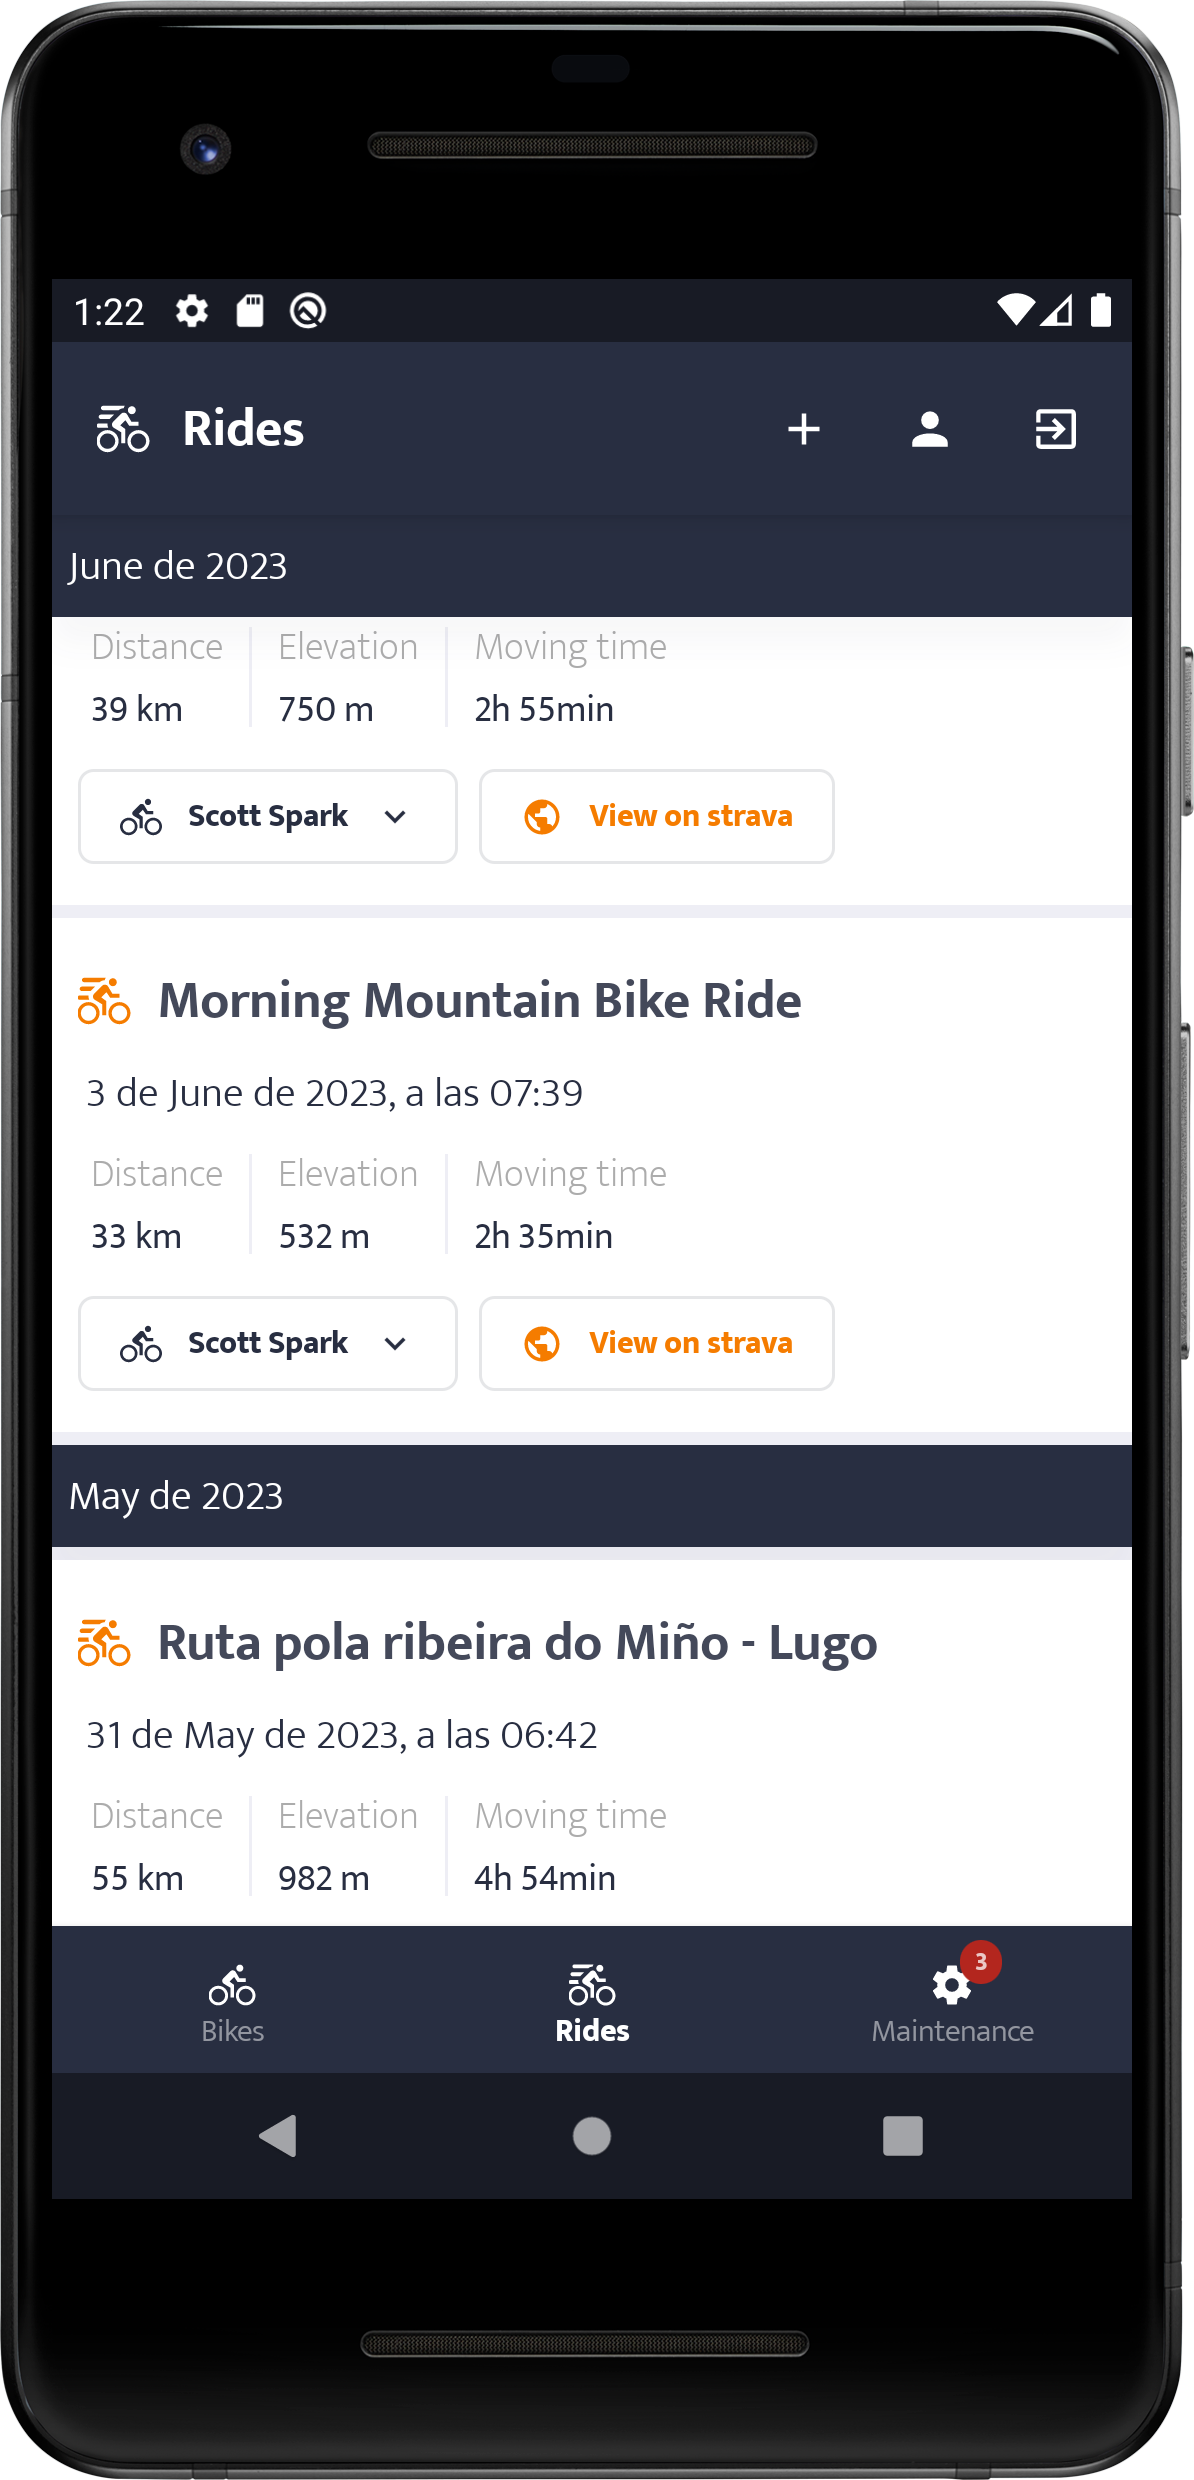 1:22
Rides
June de 2023
Distance Elevation Moving time
39 km 750 m 2h 55min
Scott Spark View on strava
Morning Mountain Bike Ride
3 de June de 2023, a las 07:39
Distance Elevation Moving time
33 km 532 m 2h 35min
Scott Spark View on strava
May de 2023
Ruta pola ribeira do Miño - Lugo
31 de May de 2023, a las 06:42
Distance Elevation Moving time
55 km 982 m 4h 54min
3
Bikes Rides Maintenance